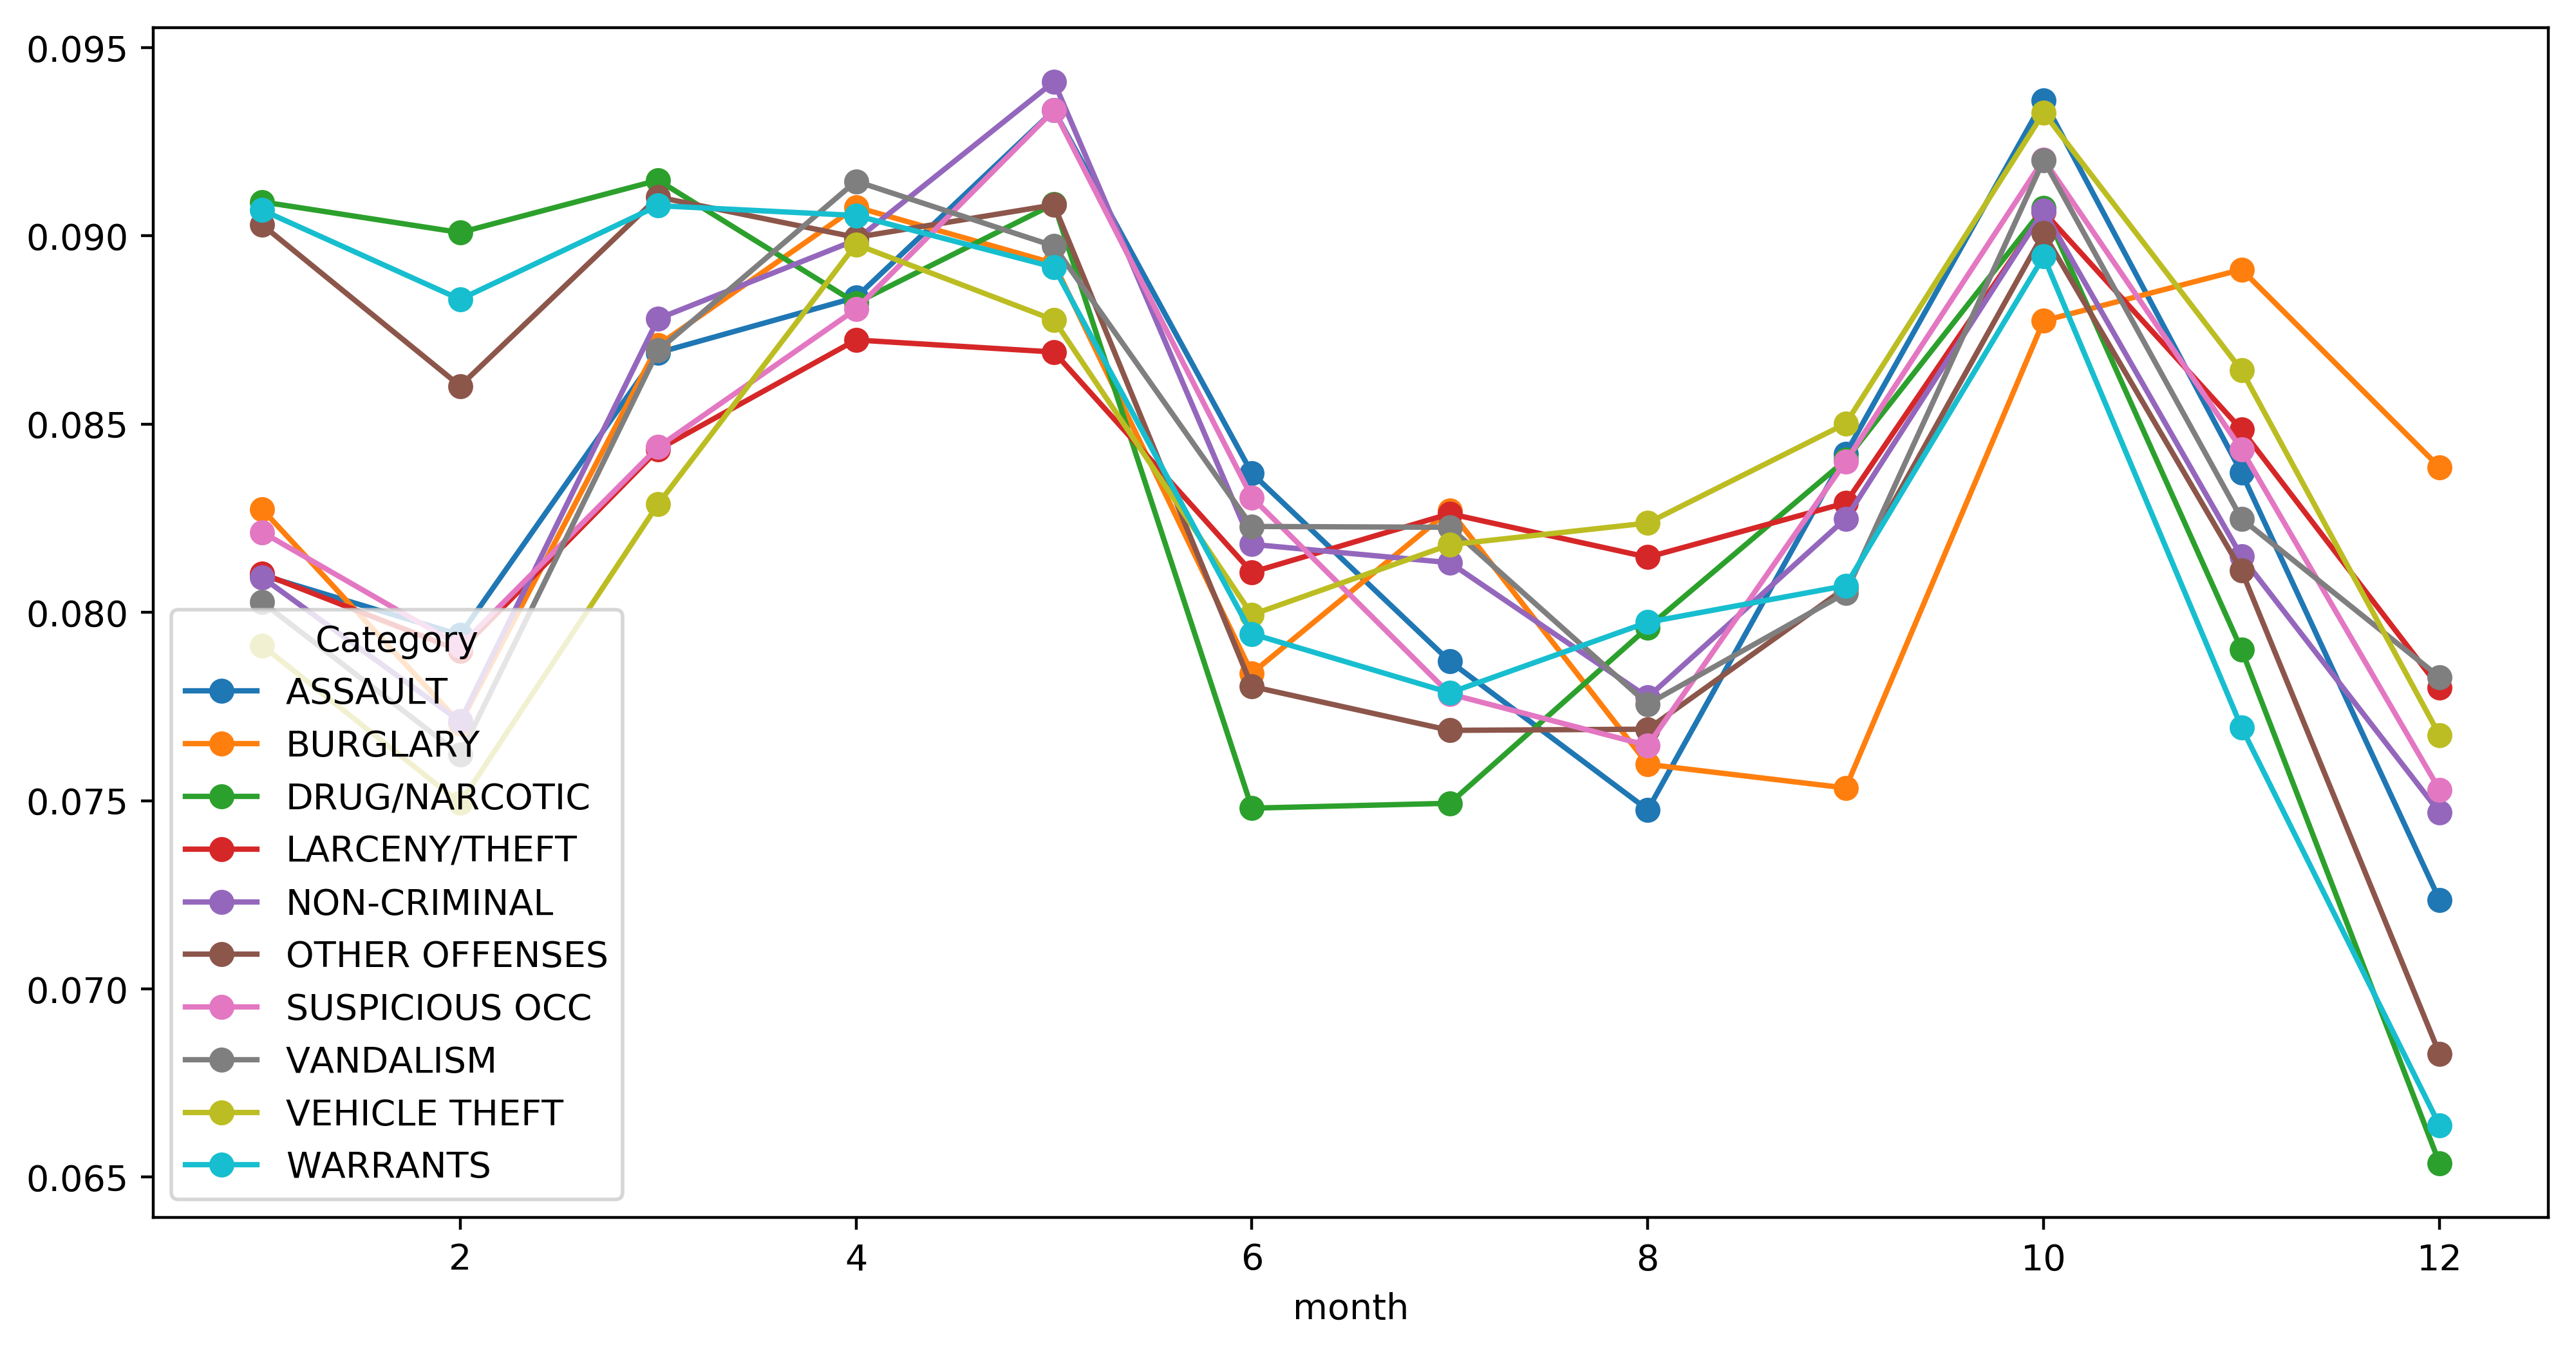 0.095
0.090
0.085
0.080
0.075
0.070
0.065
Category
ASSAULT
BURGLARY
DRUG/NARCOTIC
LARCENY/THEFT
NON-CRIMINAL
OTHER OFFENSES
SUSPICIOUS OCC
VANDALISM
VEHICLE THEFT
WARRANTS
2 4 6 8 10 12
month